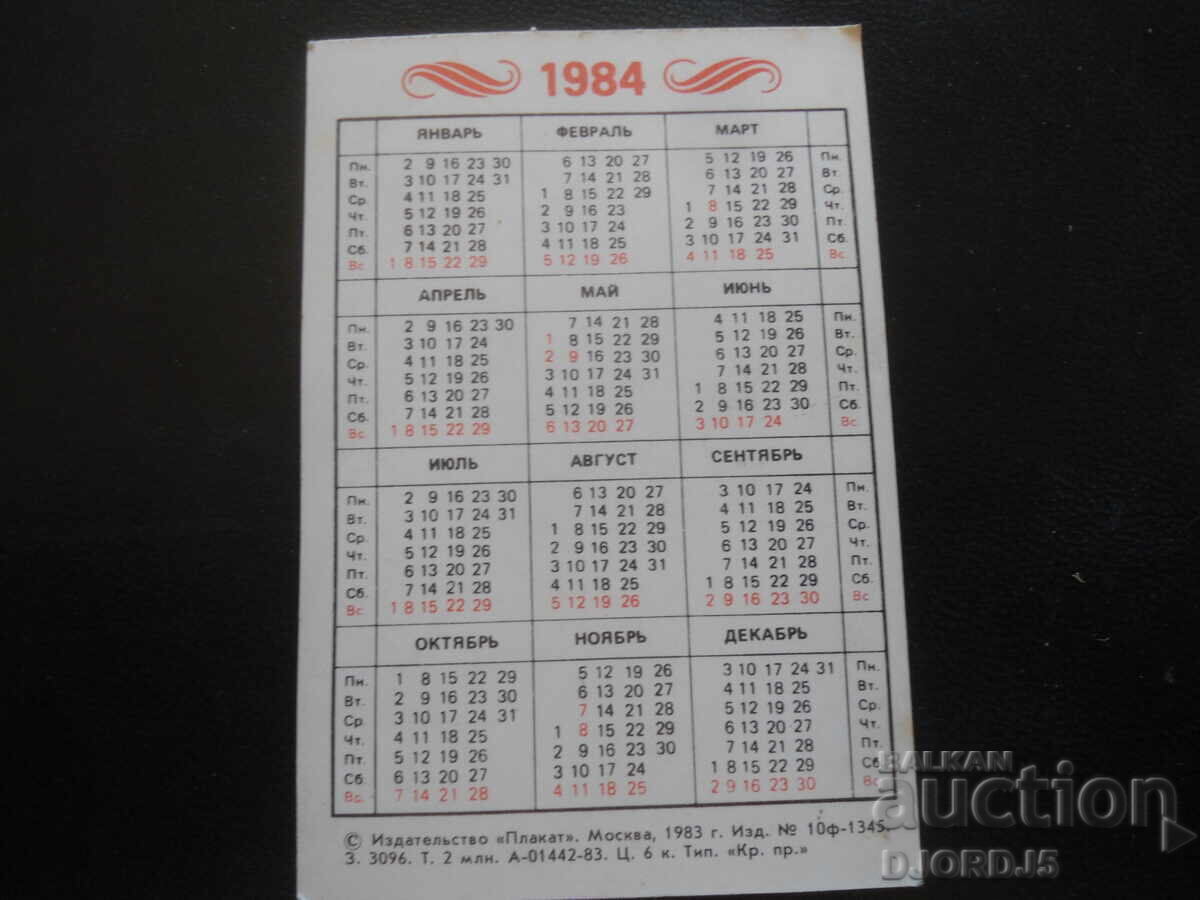 1984
ЯНВАРЬ ФЕВРАЛЬ МАРТ
Пн. 2 9 16 23 30 6 13 20 27 5 12 19 26 Пн.
Вт. 3 10 17 24 31 7 14 21 28 6 13 20 27 Вт.
Ср. 4 11 18 25 1 8 15 22 29 7 14 21 28 Ср.
Чт. 5 12 19 26 2 9 16 23 1 8 15 22 29 Чт.
Пт. 6 13 20 27 3 10 17 24 2 9 16 23 30 Пт.
Сб. 7 14 21 28 4 11 18 25 3 10 17 24 31 Сб.
Вс. 1 8 15 22 29 5 12 19 26 4 11 18 25 Вс.
АПРЕЛЬ МАЙ ИЮНЬ
Пн. 2 9 16 23 30 7 14 21 28 4 11 18 25 Пн.
Вт. 3 10 17 24 1 8 15 22 29 5 12 19 26 Вт.
Ср. 4 11 18 25 2 9 16 23 30 6 13 20 27 Ср.
Чт. 5 12 19 26 3 10 17 24 31 7 14 21 28 Чт.
Пт. 6 13 20 27 4 11 18 25 1 8 15 22 29 Пт.
Сб. 7 14 21 28 5 12 19 26 2 9 16 23 30 Сб.
Вс. 1 8 15 22 29 6 13 20 27 3 10 17 24 Вс.
ИЮЛЬ АВГУСТ СЕНТЯБРЬ
Пн. 2 9 16 23 30 6 13 20 27 3 10 17 24 Пн.
Вт. 3 10 17 24 31 7 14 21 28 4 11 18 25 Вт.
Ср. 4 11 18 25 1 8 15 22 29 5 12 19 26 Ср.
Чт. 5 12 19 26 2 9 16 23 30 6 13 20 27 Чт.
Пт. 6 13 20 27 3 10 17 24 31 7 14 21 28 Пт.
Сб. 7 14 21 28 4 11 18 25 1 8 15 22 29 Сб.
Вс. 1 8 15 22 29 5 12 19 26 2 9 16 23 30 Вс.
ОКТЯБРЬ НОЯБРЬ ДЕКАБРЬ
Пн. 1 8 15 22 29 5 12 19 26 3 10 17 24 31 Пн.
Вт. 2 9 16 23 30 6 13 20 27 4 11 18 25 Вт.
Ср. 3 10 17 24 31 7 14 21 28 5 12 19 26 Ср.
Чт. 4 11 18 25 1 8 15 22 29 6 13 20 27 Чт.
Пт. 5 12 19 26 2 9 16 23 30 7 14 21 28 Пт.
Сб. 6 13 20 27 3 10 17 24 1 8 15 22 29 Сб.
Вс. 7 14 21 28 4 11 18 25 2 9 16 23 30 Вс.
© Издательство «Плакат». Москва, 1983 г. Изд. № 10ф-1345.
З. 3096. Т. 2 млн. А-01442-83. Ц. 6 к. Тип. «Кр. пр.»
BALKAN
auction
DJORDJ5